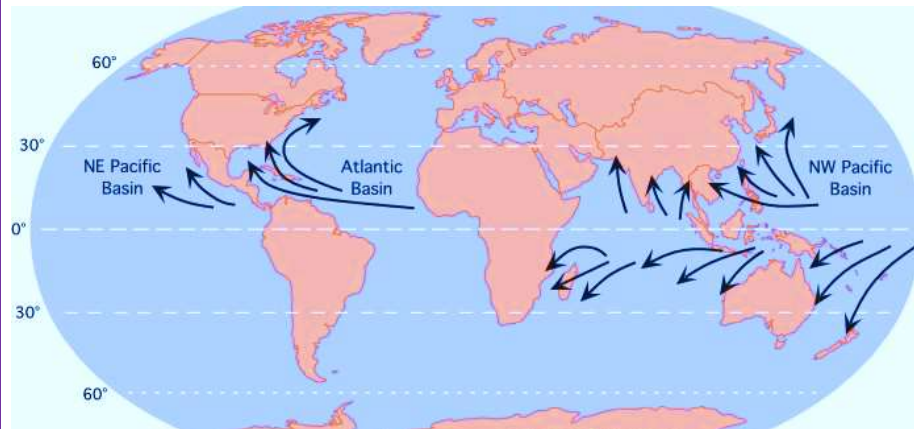 60°
30°
NE Pacific
Basin
Atlantic
Basin
NW Pacific
Basin
0°
30°
60°